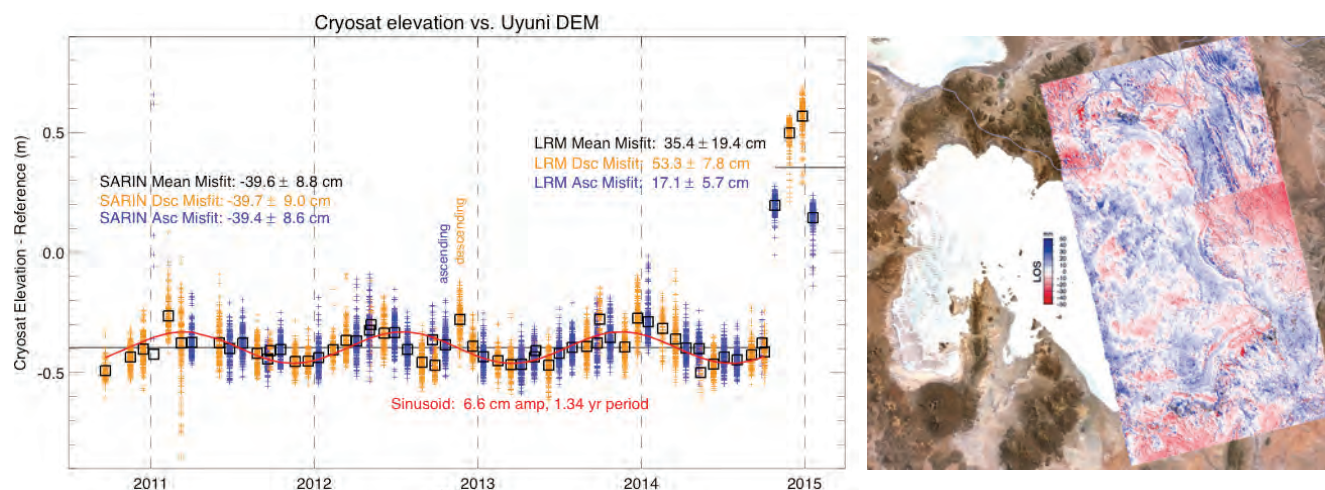 Cryosat elevation vs. Uyuni DEM
Cryosat Elevation - Reference (m)
0.5
0.0
-0.5
SARIN Mean Misfit: -39.6 ± 8.8 cm
SARIN Dsc Misfit: -39.7 ± 9.0 cm
SARIN Asc Misfit: -39.4 ± 8.6 cm
LRM Mean Misfit: 35.4 ± 19.4 cm
LRM Dsc Misfit: 53.3 ± 7.8 cm
LRM Asc Misfit: 17.1 ± 5.7 cm
ascending
descending
Sinusoid: 6.6 cm amp, 1.34 yr period
2011
2012
2013
2014
2015
LOS